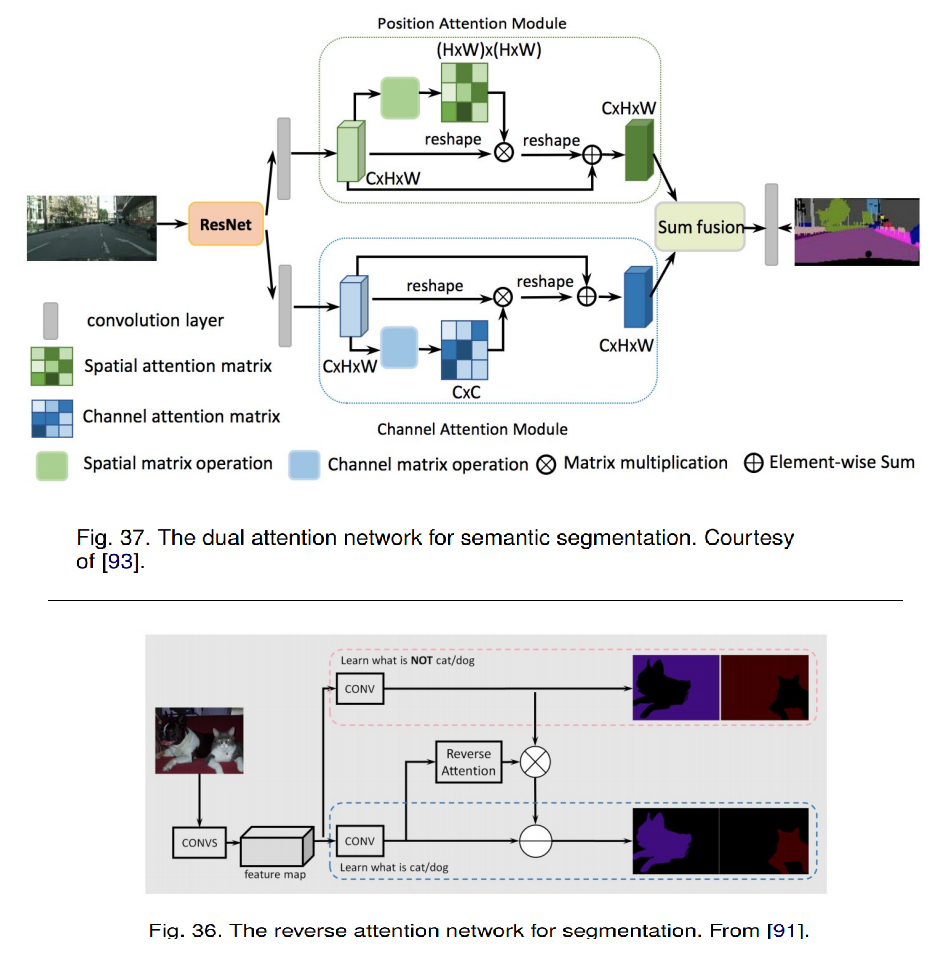 Position Attention Module
(HxW)x(HxW)
CxHxW
reshape
reshape
CxHxW
ResNet
Sum fusion
reshape
reshape
convolution layer
CxHxW
CxHxW
Spatial attention matrix
CxC
Channel attention matrix
Channel Attention Module
Spatial matrix operation
Channel matrix operation
Matrix multiplication
Element-wise Sum
Fig. 37. The dual attention network for semantic segmentation. Courtesy
of [93].
Learn what is NOT cat/dog
CONV
Reverse
Attention
CONVS
CONV
feature map
Learn what is cat/dog
Fig. 36. The reverse attention network for segmentation. From [91].